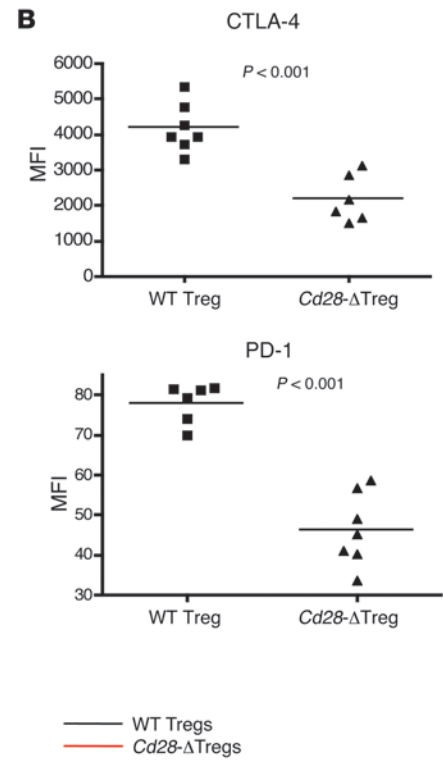 B
CTLA-4
P < 0.001
6000
5000
4000
3000
2000
1000
0
MFI
WT Treg
Cd28-ΔTreg
PD-1
P < 0.001
80
70
60
50
40
30
MFI
WT Treg
Cd28-ΔTreg
WT Tregs
Cd28-ΔTregs